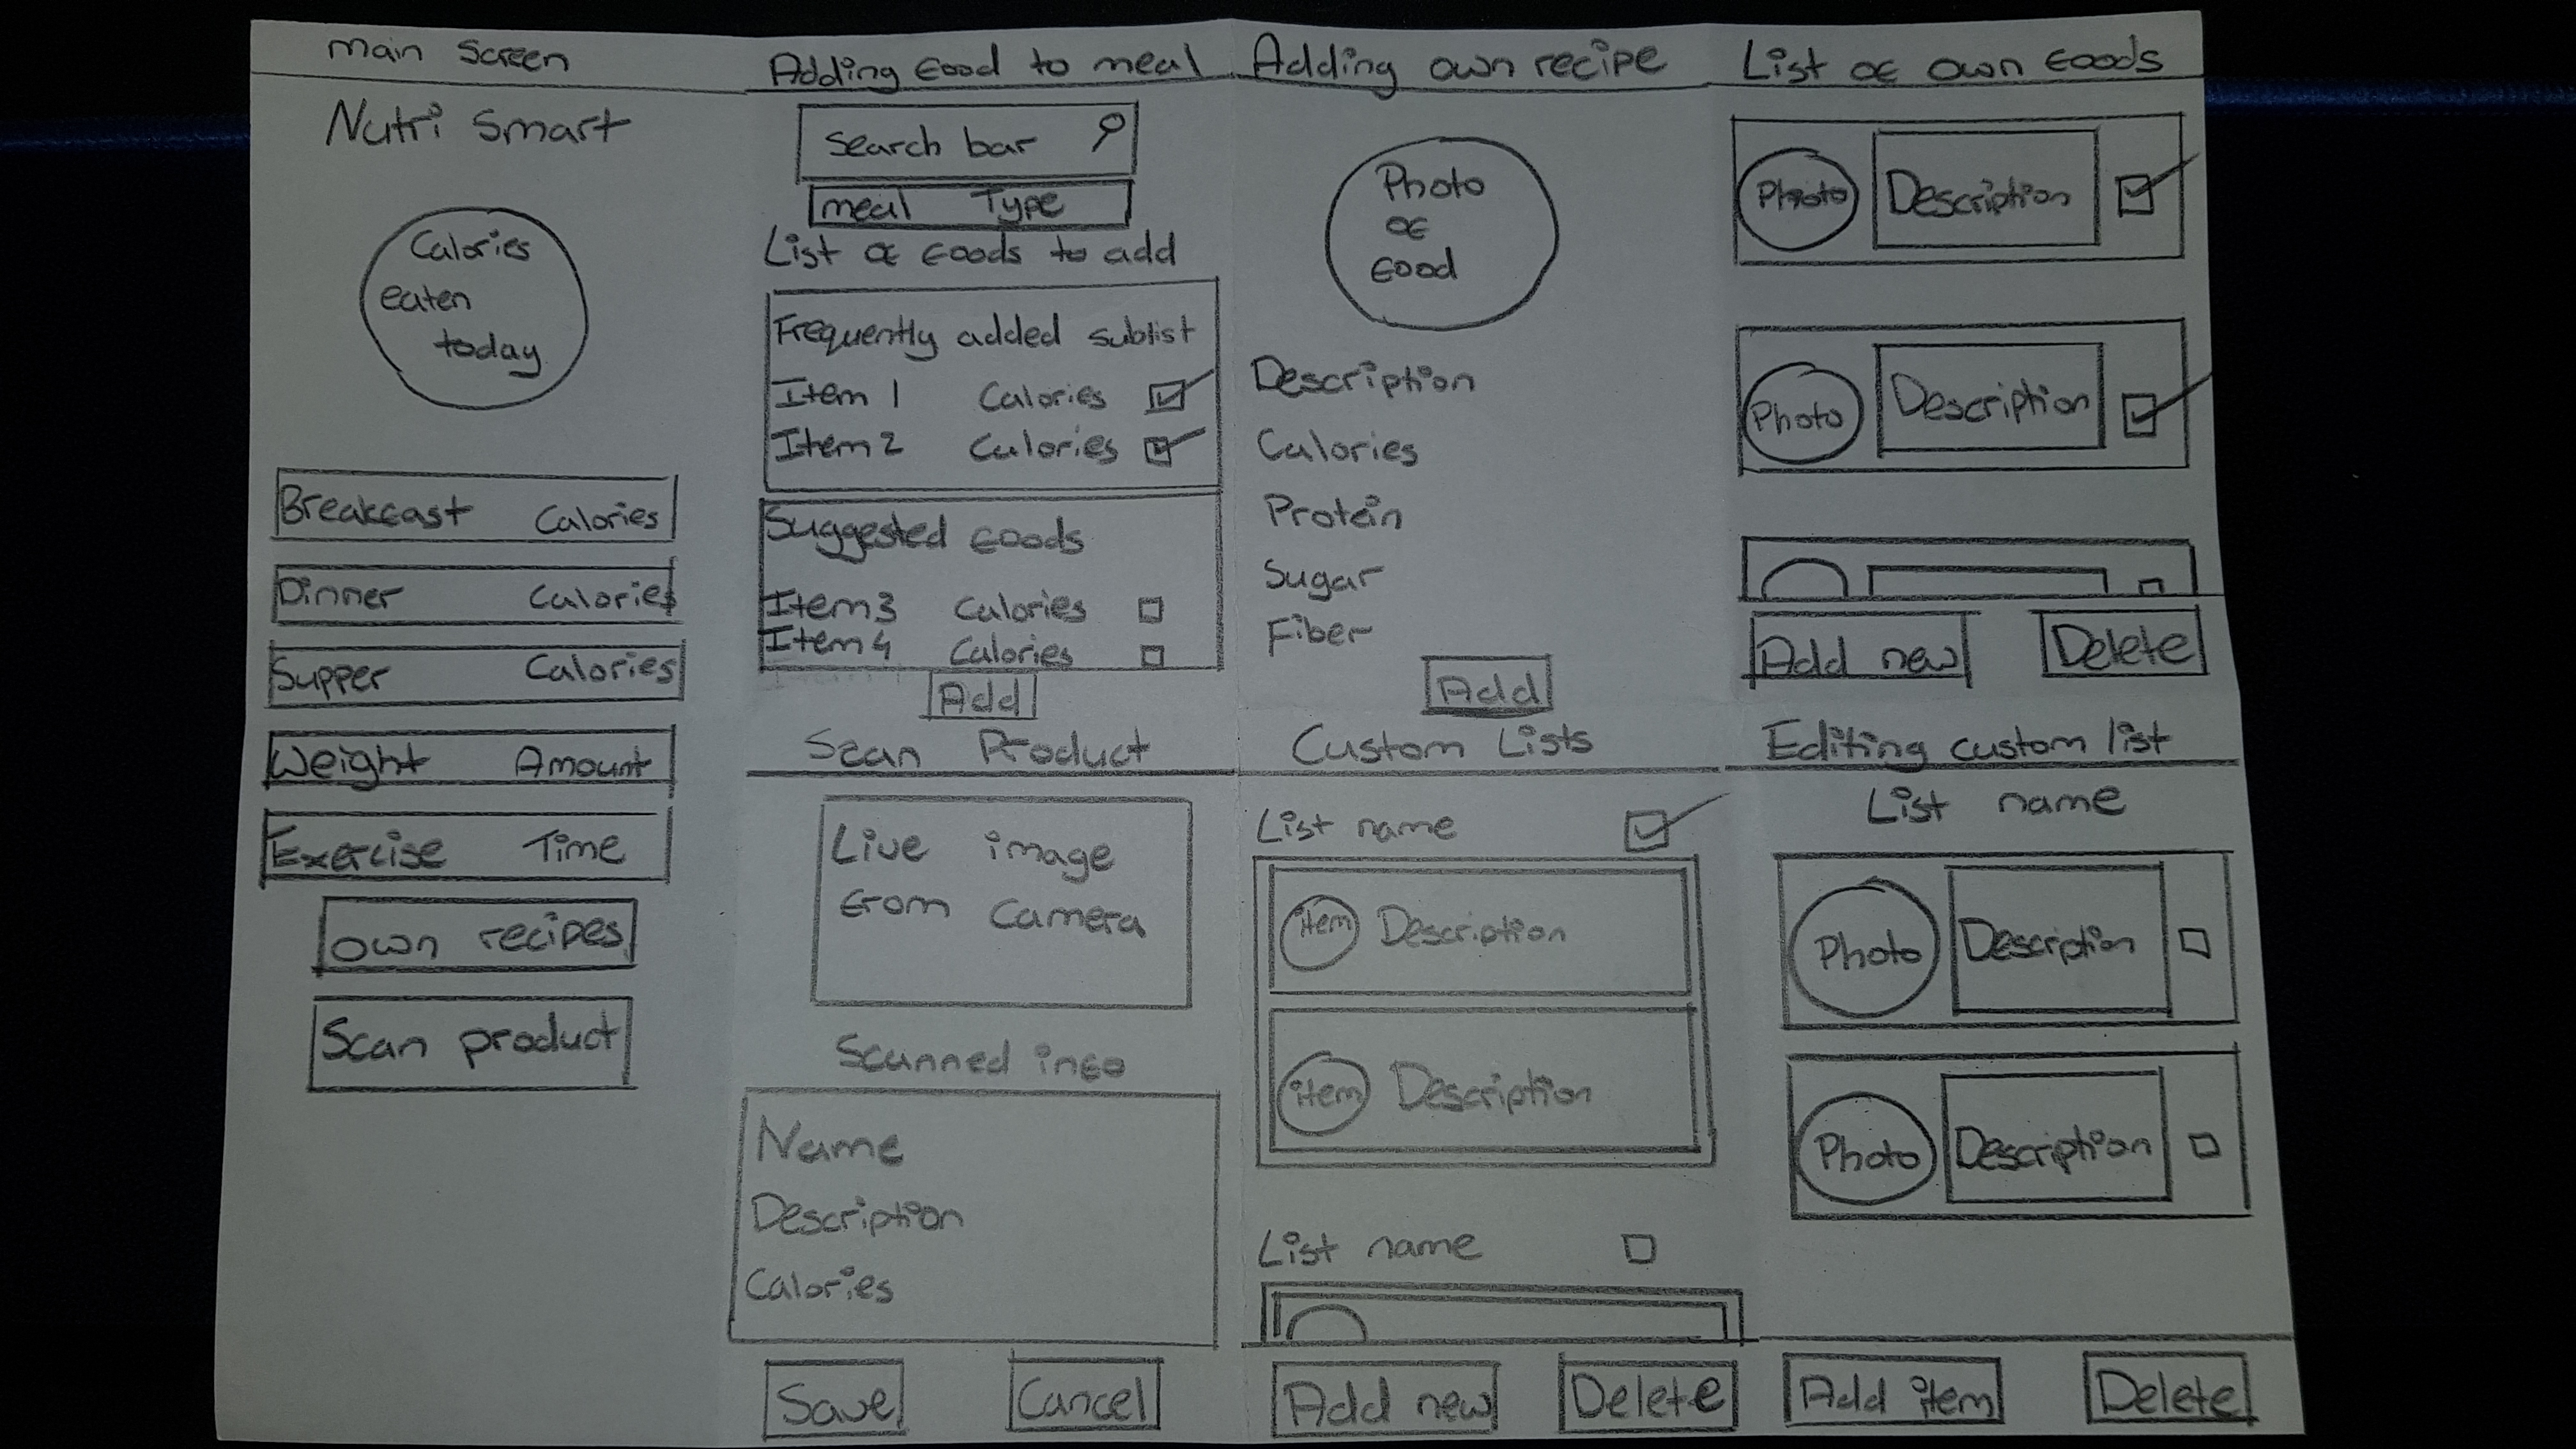 Main Screen
Nutri Smart
Calories
eaten
today
Breakfast Calories
Dinner Calories
Supper Calories
Weight Amount
Exercise Time
own recipes
Scan product
Adding food to meal
Search bar
meal Type
List of foods to add
Frequently added sublist
Item 1 Calories
Item 2 Calories
Suggested foods
Item 3 Calories
Item 4 Calories
Add
Adding own recipe
Photo
of
food
Description
Calories
Protein
Sugar
Fiber
Add
List of own foods
Photo Description
Photo Description
Add new Delete
Scan Product
Live image
from camera
Scanned info
Name
Description
Calories
Save Cancel
Custom Lists
List name
item Description
item Description
List name
Add new Delete
Editing custom list
List name
Photo Description
Photo Description
Add item Delete